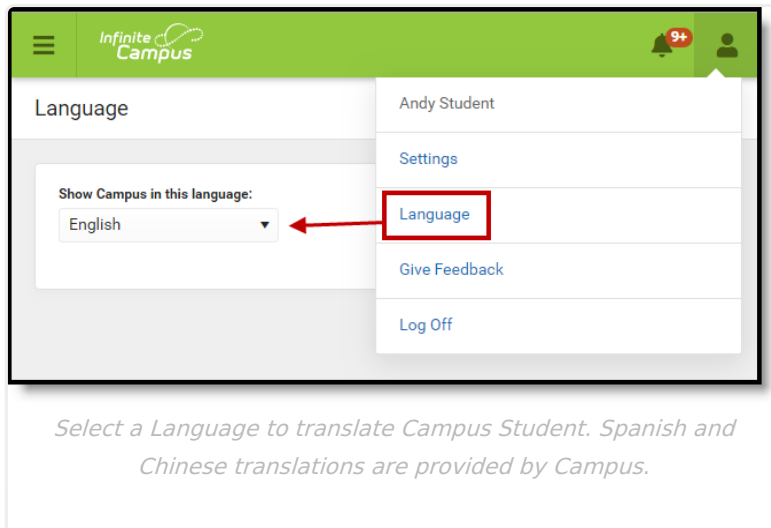 Infinite
Campus
9+
Language
Andy Student
Settings
Show Campus in this language:
English
Language
Give Feedback
Log Off
Select a Language to translate Campus Student. Spanish and
Chinese translations are provided by Campus.